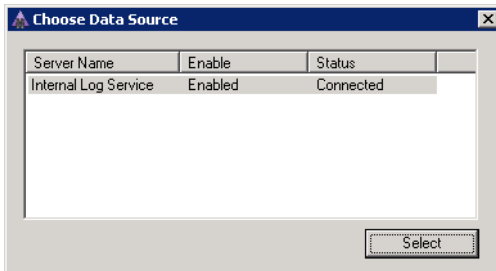 Choose Data Source
Server Name Enable Status
Internal Log Service Enabled Connected
Select